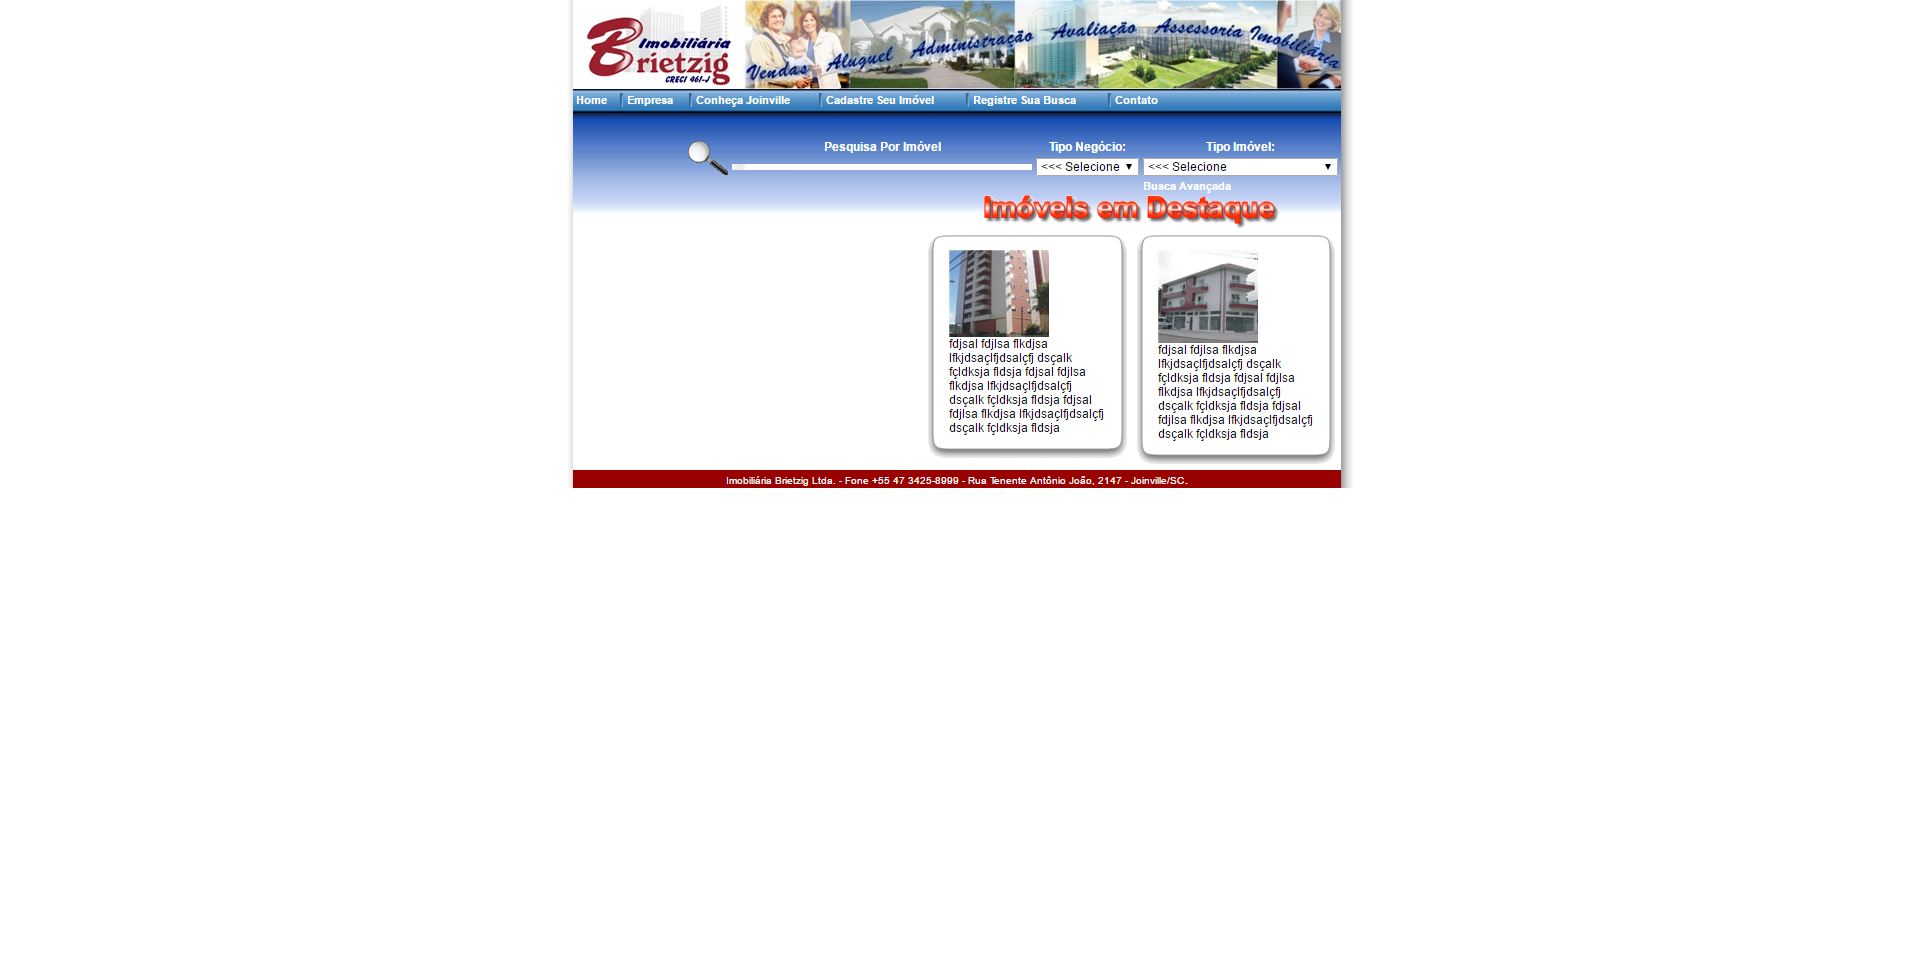 Imobiliária
Brietzig
CRECI 461-J
Vendas Aluguel Administração Avaliação Assessoria Imobiliária
Home Empresa Conheça Joinville Cadastre Seu Imóvel Registre Sua Busca Contato
Pesquisa Por Imóvel Tipo Negócio: Tipo Imóvel:
<<< Selecione <<< Selecione
Busca Avançada
Imóveis em Destaque
fdjsal fdjlsa flkdjsa
lfkjdsaçlfjdsalçfj dsçalk
fçldksja fldsja fdjsal fdjlsa
flkdjsa lfkjdsaçlfjdsalçfj
dsçalk fçldksja fldsja fdjsal
fdjlsa flkdjsa lfkjdsaçlfjdsalçfj
dsçalk fçldksja fldsja
fdjsal fdjlsa flkdjsa
lfkjdsaçlfjdsalçfj dsçalk
fçldksja fldsja fdjsal fdjlsa
flkdjsa lfkjdsaçlfjdsalçfj
dsçalk fçldksja fldsja fdjsal
fdjlsa flkdjsa lfkjdsaçlfjdsalçfj
dsçalk fçldksja fldsja
Imobiliária Brietzig Ltda. - Fone +55 47 3425-8999 - Rua Tenente Antônio João, 2147 - Joinville/SC.